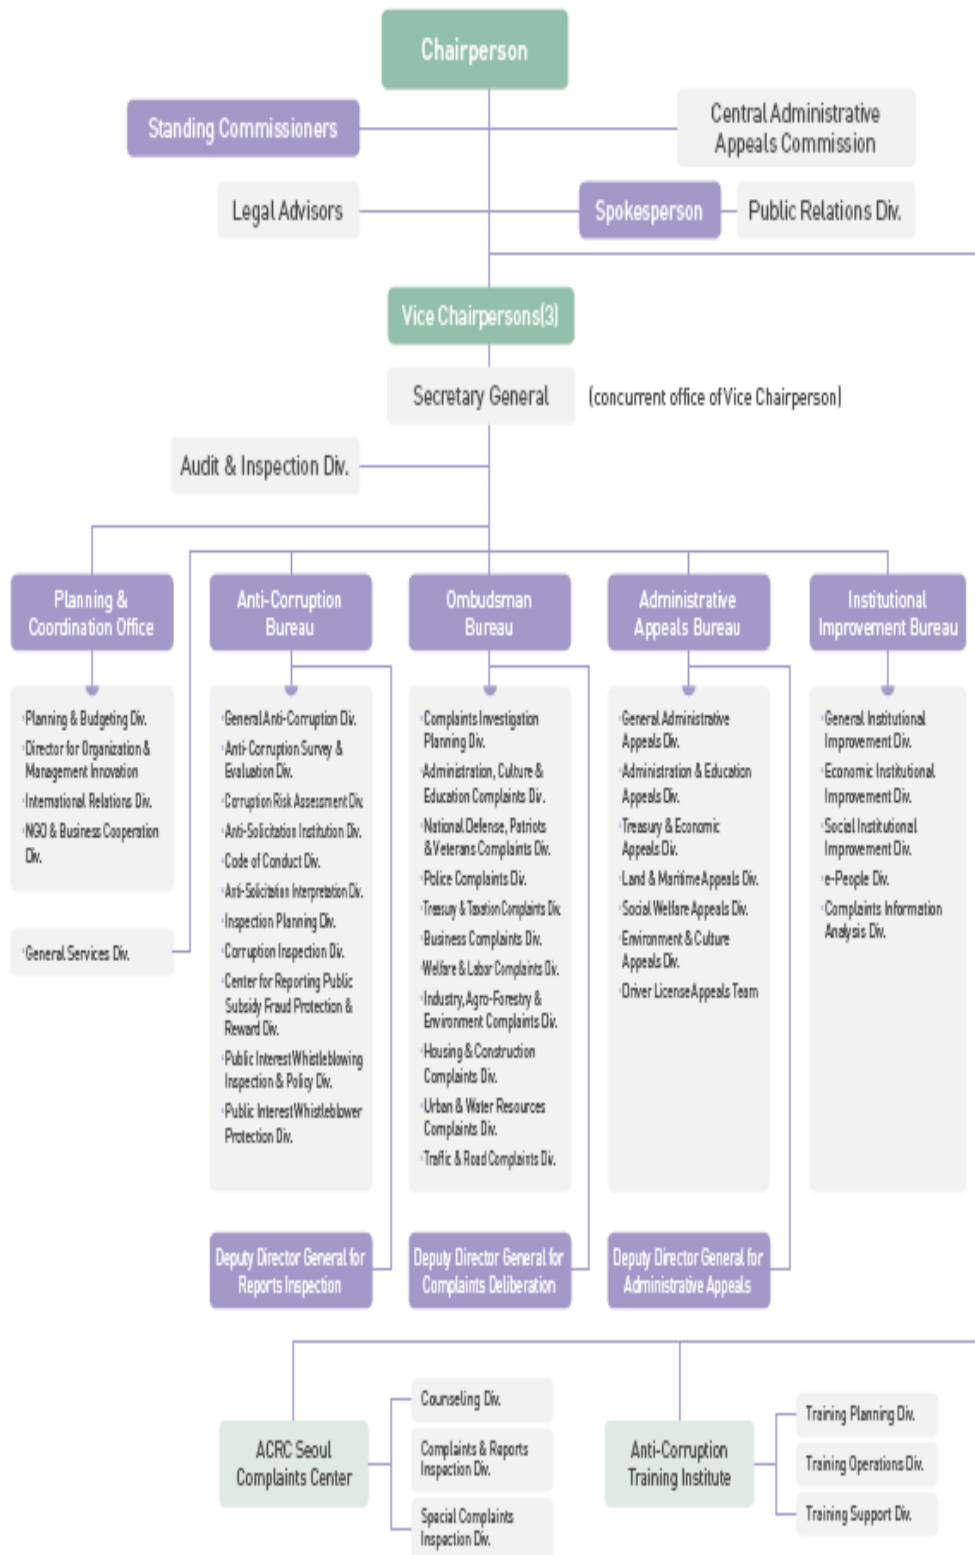 Chairperson
Standing Commissioners
Central Administrative
Appeals Commission
Legal Advisors
Spokesperson
Public Relations Div.
Vice Chairpersons(3)
Secretary General
(concurrent office of Vice Chairperson)
Audit & Inspection Div.
Planning &
Coordination Office
Anti-Corruption
Bureau
Ombudsman
Bureau
Administrative
Appeals Bureau
Institutional
Improvement Bureau
·Planning & Budgeting Div.
·Director for Organization &
Management Innovation
·International Relations Div.
·NGO & Business Cooperation
Div.
·General Services Div.
·General Anti-Corruption Div.
·Anti-Corruption Survey &
Evaluation Div.
·Corruption Risk Assessment Div.
·Anti-Solicitation Institution Div.
·Code of Conduct Div.
·Anti-Solicitation Interpretation Div.
·Inspection Planning Div.
·Corruption Inspection Div.
·Center for Reporting Public
Subsidy Fraud Protection &
Reward Div.
·Public Interest Whistleblowing
Inspection & Policy Div.
·Public Interest Whistleblower
Protection Div.
·Complaints Investigation
Planning Div.
·Administration, Culture &
Education Complaints Div.
·National Defense, Patriots
& Veterans Complaints Div.
·Police Complaints Div.
·Treasury & Taxation Complaints Div.
·Business Complaints Div.
·Welfare & Labor Complaints Div.
·Industry, Agro-Forestry &
Environment Complaints Div.
·Housing & Construction
Complaints Div.
·Urban & Water Resources
Complaints Div.
·Traffic & Road Complaints Div.
·General Administrative
Appeals Div.
·Administration & Education
Appeals Div.
·Treasury & Economic
Appeals Div.
·Land & Maritime Appeals Div.
·Social Welfare Appeals Div.
·Environment & Culture
Appeals Div.
·Driver License Appeals Team
·General Institutional
Improvement Div.
·Economic Institutional
Improvement Div.
·Social Institutional
Improvement Div.
·e-People Div.
·Complaints Information
Analysis Div.
Deputy Director General for
Reports Inspection
Deputy Director General for
Complaints Deliberation
Deputy Director General for
Administrative Appeals
ACRC Seoul
Complaints Center
Counseling Div.
Complaints & Reports
Inspection Div.
Special Complaints
Inspection Div.
Anti-Corruption
Training Institute
Training Planning Div.
Training Operations Div.
Training Support Div.